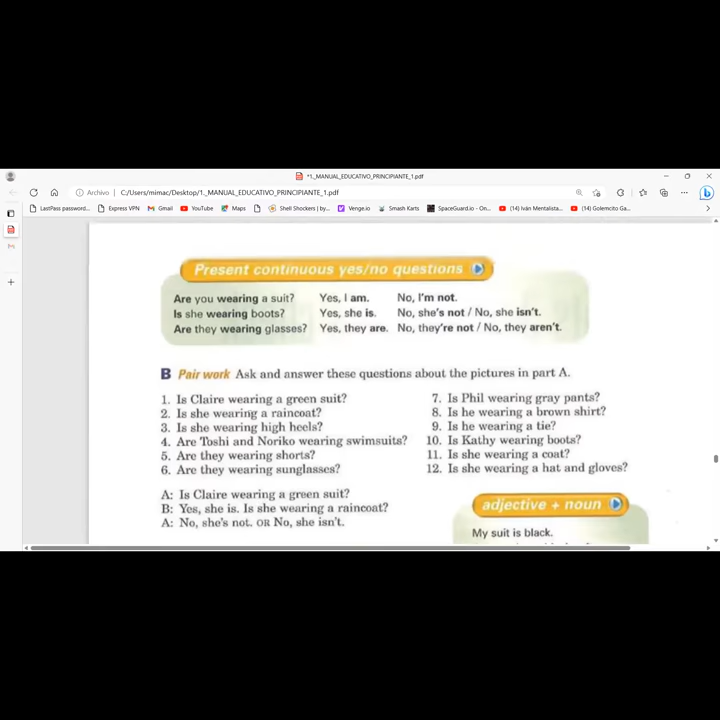 *1._MANUAL_EDUCATIVO_PRINCIPIANTE_1.pdf
Archivo | C:/Users/mimac/Desktop/1._MANUAL_EDUCATIVO_PRINCIPIANTE_1.pdf
LastPass password... Express VPN Gmail YouTube Maps Shell Shockers | by... Venge.io Smash Karts SpaceGuard.io - On... (14) Iván Mentalista... (14) Golemcito Ga...
Present continuous yes/no questions
Are you wearing a suit? Yes, I am. No, I'm not.
Is she wearing boots? Yes, she is. No, she's not / No, she isn't.
Are they wearing glasses? Yes, they are. No, they're not / No, they aren't.
B Pair work Ask and answer these questions about the pictures in part A.
1. Is Claire wearing a green suit?
2. Is she wearing a raincoat?
3. Is she wearing high heels?
4. Are Toshi and Noriko wearing swimsuits?
5. Are they wearing shorts?
6. Are they wearing sunglasses?
7. Is Phil wearing gray pants?
8. Is he wearing a brown shirt?
9. Is he wearing a tie?
10. Is Kathy wearing boots?
11. Is she wearing a coat?
12. Is she wearing a hat and gloves?
A: Is Claire wearing a green suit?
B: Yes, she is. Is she wearing a raincoat?
A: No, she's not. OR No, she isn't.
adjective + noun
My suit is black.